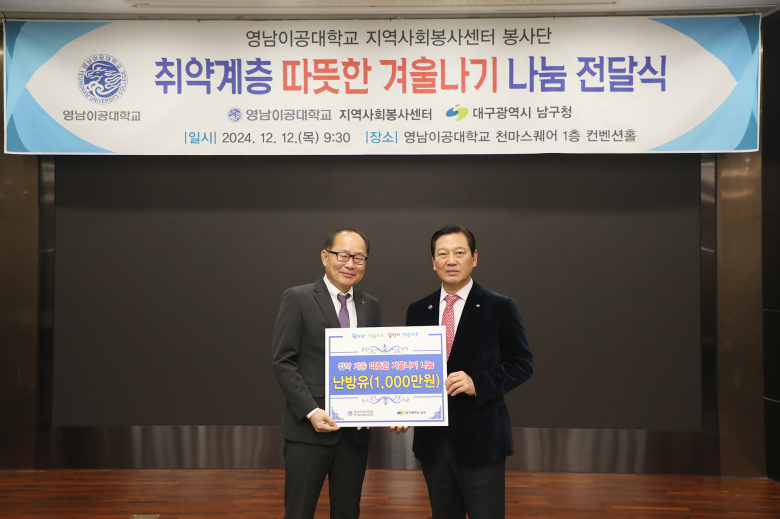 영남이공대학교 지역사회봉사센터 봉사단
취약계층 따뜻한 겨울나기 나눔 전달식
영남이공대학교
영남이공대학교 지역사회봉사센터 대구광역시 남구청
|일시| 2024. 12. 12.(목) 9:30 |장소| 영남이공대학교 천마스퀘어 1층 컨벤션홀
취약 계층 따뜻한 겨울나기 나눔
난방유(1,000만원)